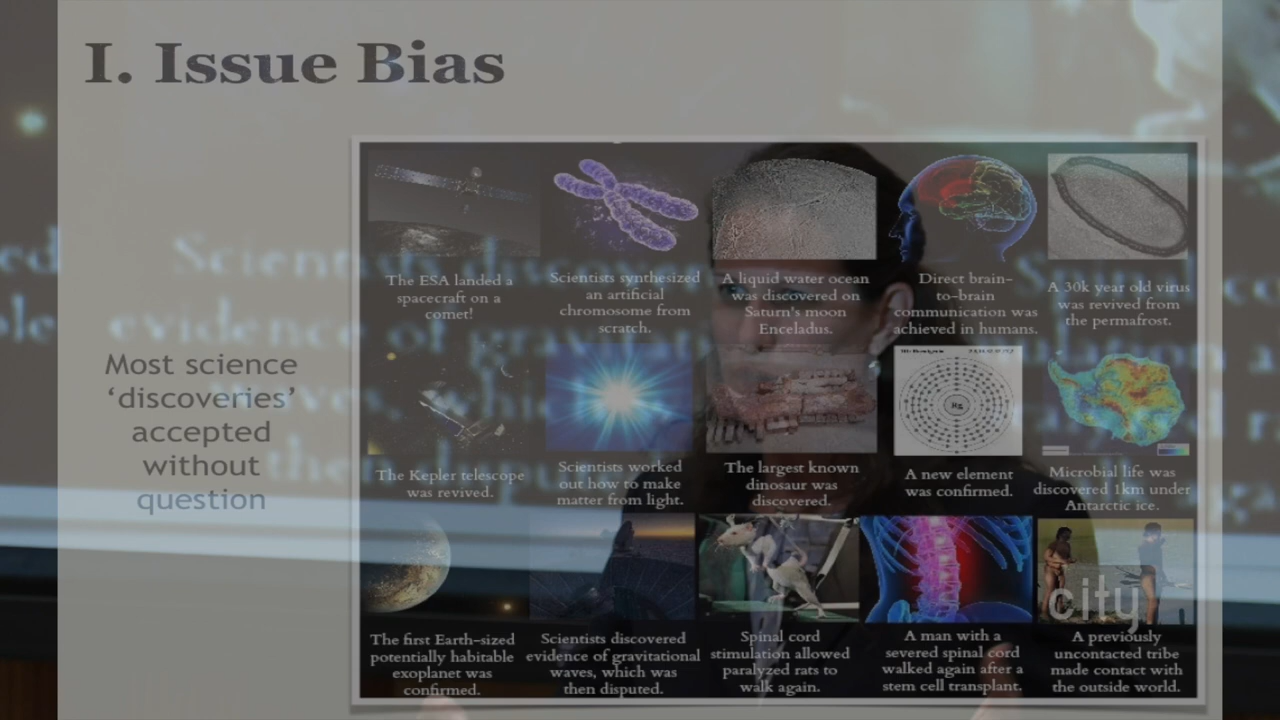 I. Issue Bias
Most science
‘discoveries’
accepted
without
question
The ESA landed a
spacecraft on a
comet!
Scientists synthesized
an artificial
chromosome from
scratch.
A liquid water ocean
was discovered on
Saturn's moon
Enceladus.
Direct brain-
to-brain
communication was
achieved in humans.
A 30k year old virus
was revived from
the permafrost.
The Kepler telescope
was revived.
Scientists worked
out how to make
matter from light.
The largest known
dinosaur was
discovered.
A new element
was confirmed.
Microbial life was
discovered 1km under
Antarctic ice.
The first Earth-sized
potentially habitable
exoplanet was
confirmed.
Scientists discovered
evidence of gravitational
waves, which was
then disputed.
Spinal cord
stimulation allowed
paralyzed rats to
walk again.
A man with a
severed spinal cord
walked again after a
stem cell transplant.
A previously
uncontacted tribe
made contact with
the outside world.
city